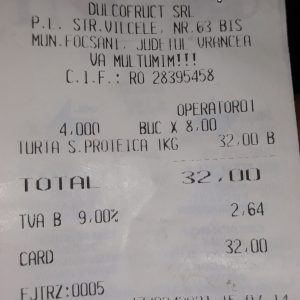 DULCOFRUCT SRL
P.L. STR.VILCELE, NR.63 BIS
MUN.FOCSANI, JUDETUL VRANCEA
VA MULTUMIM!!!
C.I.F.: RO 28395458
OPERATOR01
4,000 BUC X 8,00
TURTA S.PROTEICA 1KG 32,00 B
TOTAL 32,00
TVA B 9,00% 2,64
CARD 32,00
EJTRZ:0005